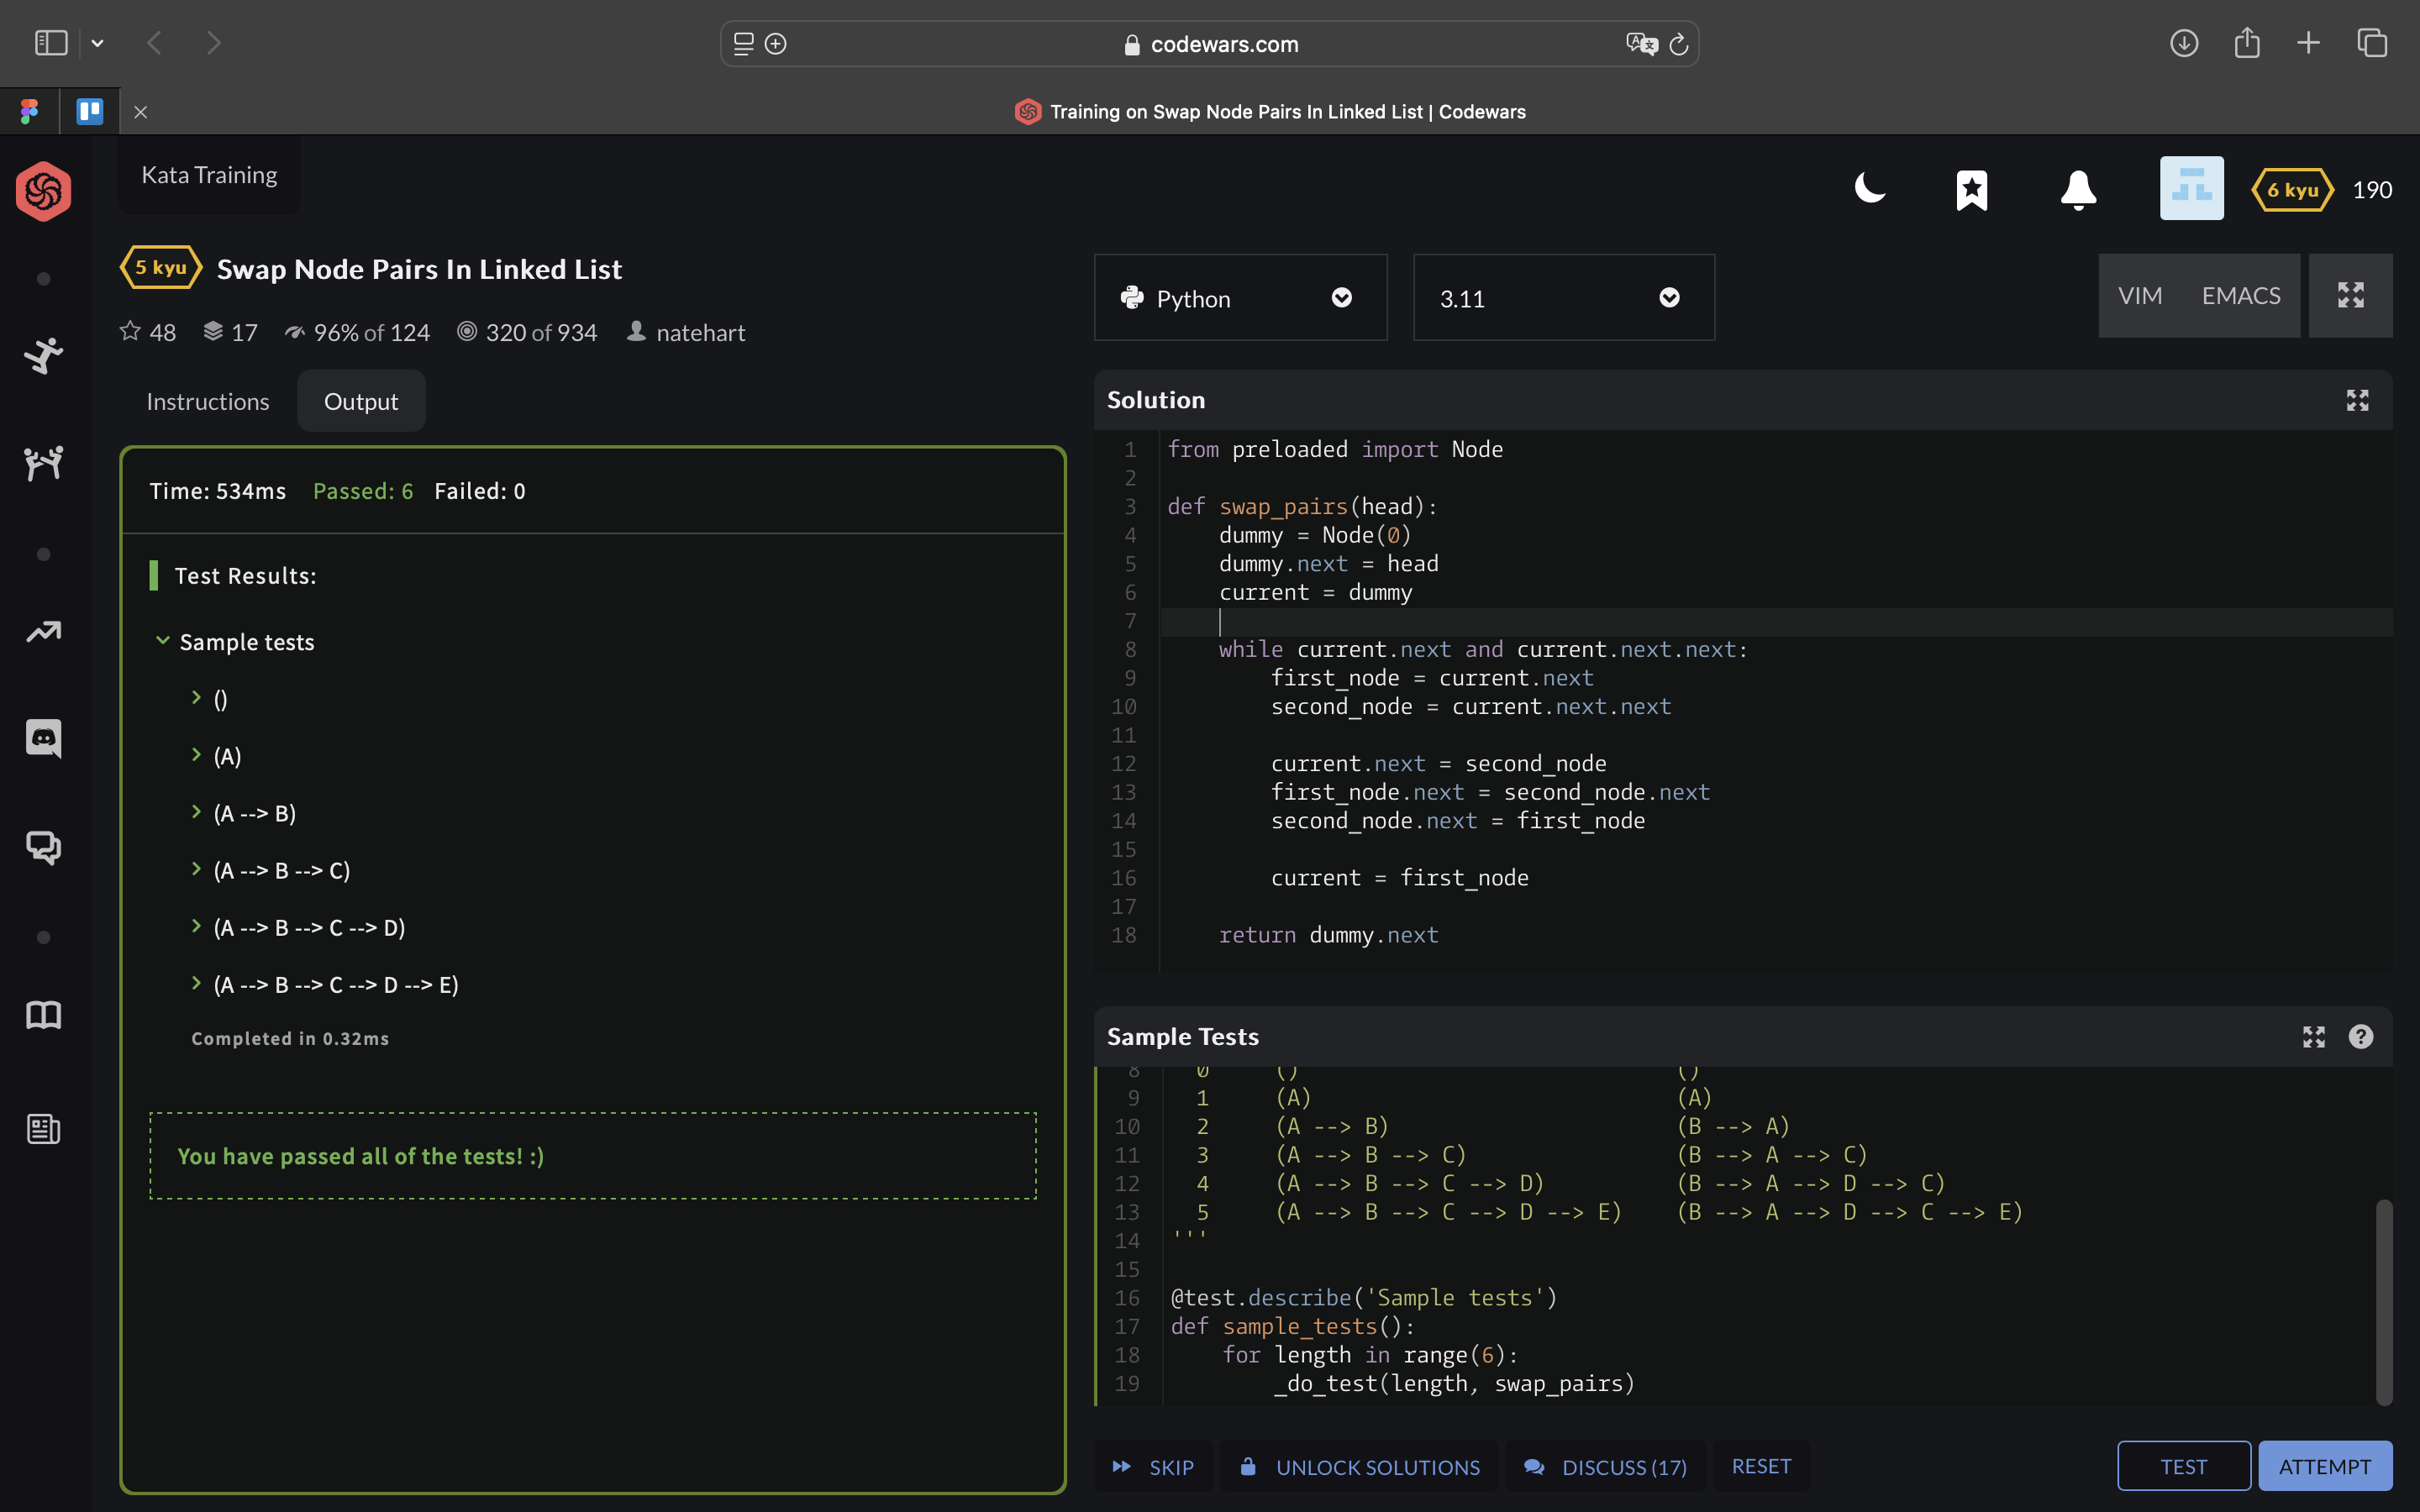 codewars.com
Training on Swap Node Pairs In Linked List | Codewars
Kata Training
6 kyu 190
5 kyu Swap Node Pairs In Linked List
48 17 96% of 124 320 of 934 natehart
Instructions Output
Time: 534ms Passed: 6 Failed: 0
Test Results:
Sample tests
()
(A)
(A --> B)
(A --> B --> C)
(A --> B --> C --> D)
(A --> B --> C --> D --> E)
Completed in 0.32ms
You have passed all of the tests! :)
Python 3.11 VIM EMACS
Solution
1 from preloaded import Node
2
3 def swap_pairs(head):
4     dummy = Node(0)
5     dummy.next = head
6     current = dummy
7
8     while current.next and current.next.next:
9         first_node = current.next
10         second_node = current.next.next
11
12         current.next = second_node
13         first_node.next = second_node.next
14         second_node.next = first_node
15
16         current = first_node
17
18     return dummy.next
Sample Tests
8   0     ()                              ()
9   1     (A)                             (A)
10   2     (A --> B)                       (B --> A)
11   3     (A --> B --> C)                 (B --> A --> C)
12   4     (A --> B --> C --> D)           (B --> A --> D --> C)
13   5     (A --> B --> C --> D --> E)     (B --> A --> D --> C --> E)
14 '''
15
16 @test.describe('Sample tests')
17 def sample_tests():
18     for length in range(6):
19         _do_test(length, swap_pairs)
SKIP UNLOCK SOLUTIONS DISCUSS (17) RESET TEST ATTEMPT